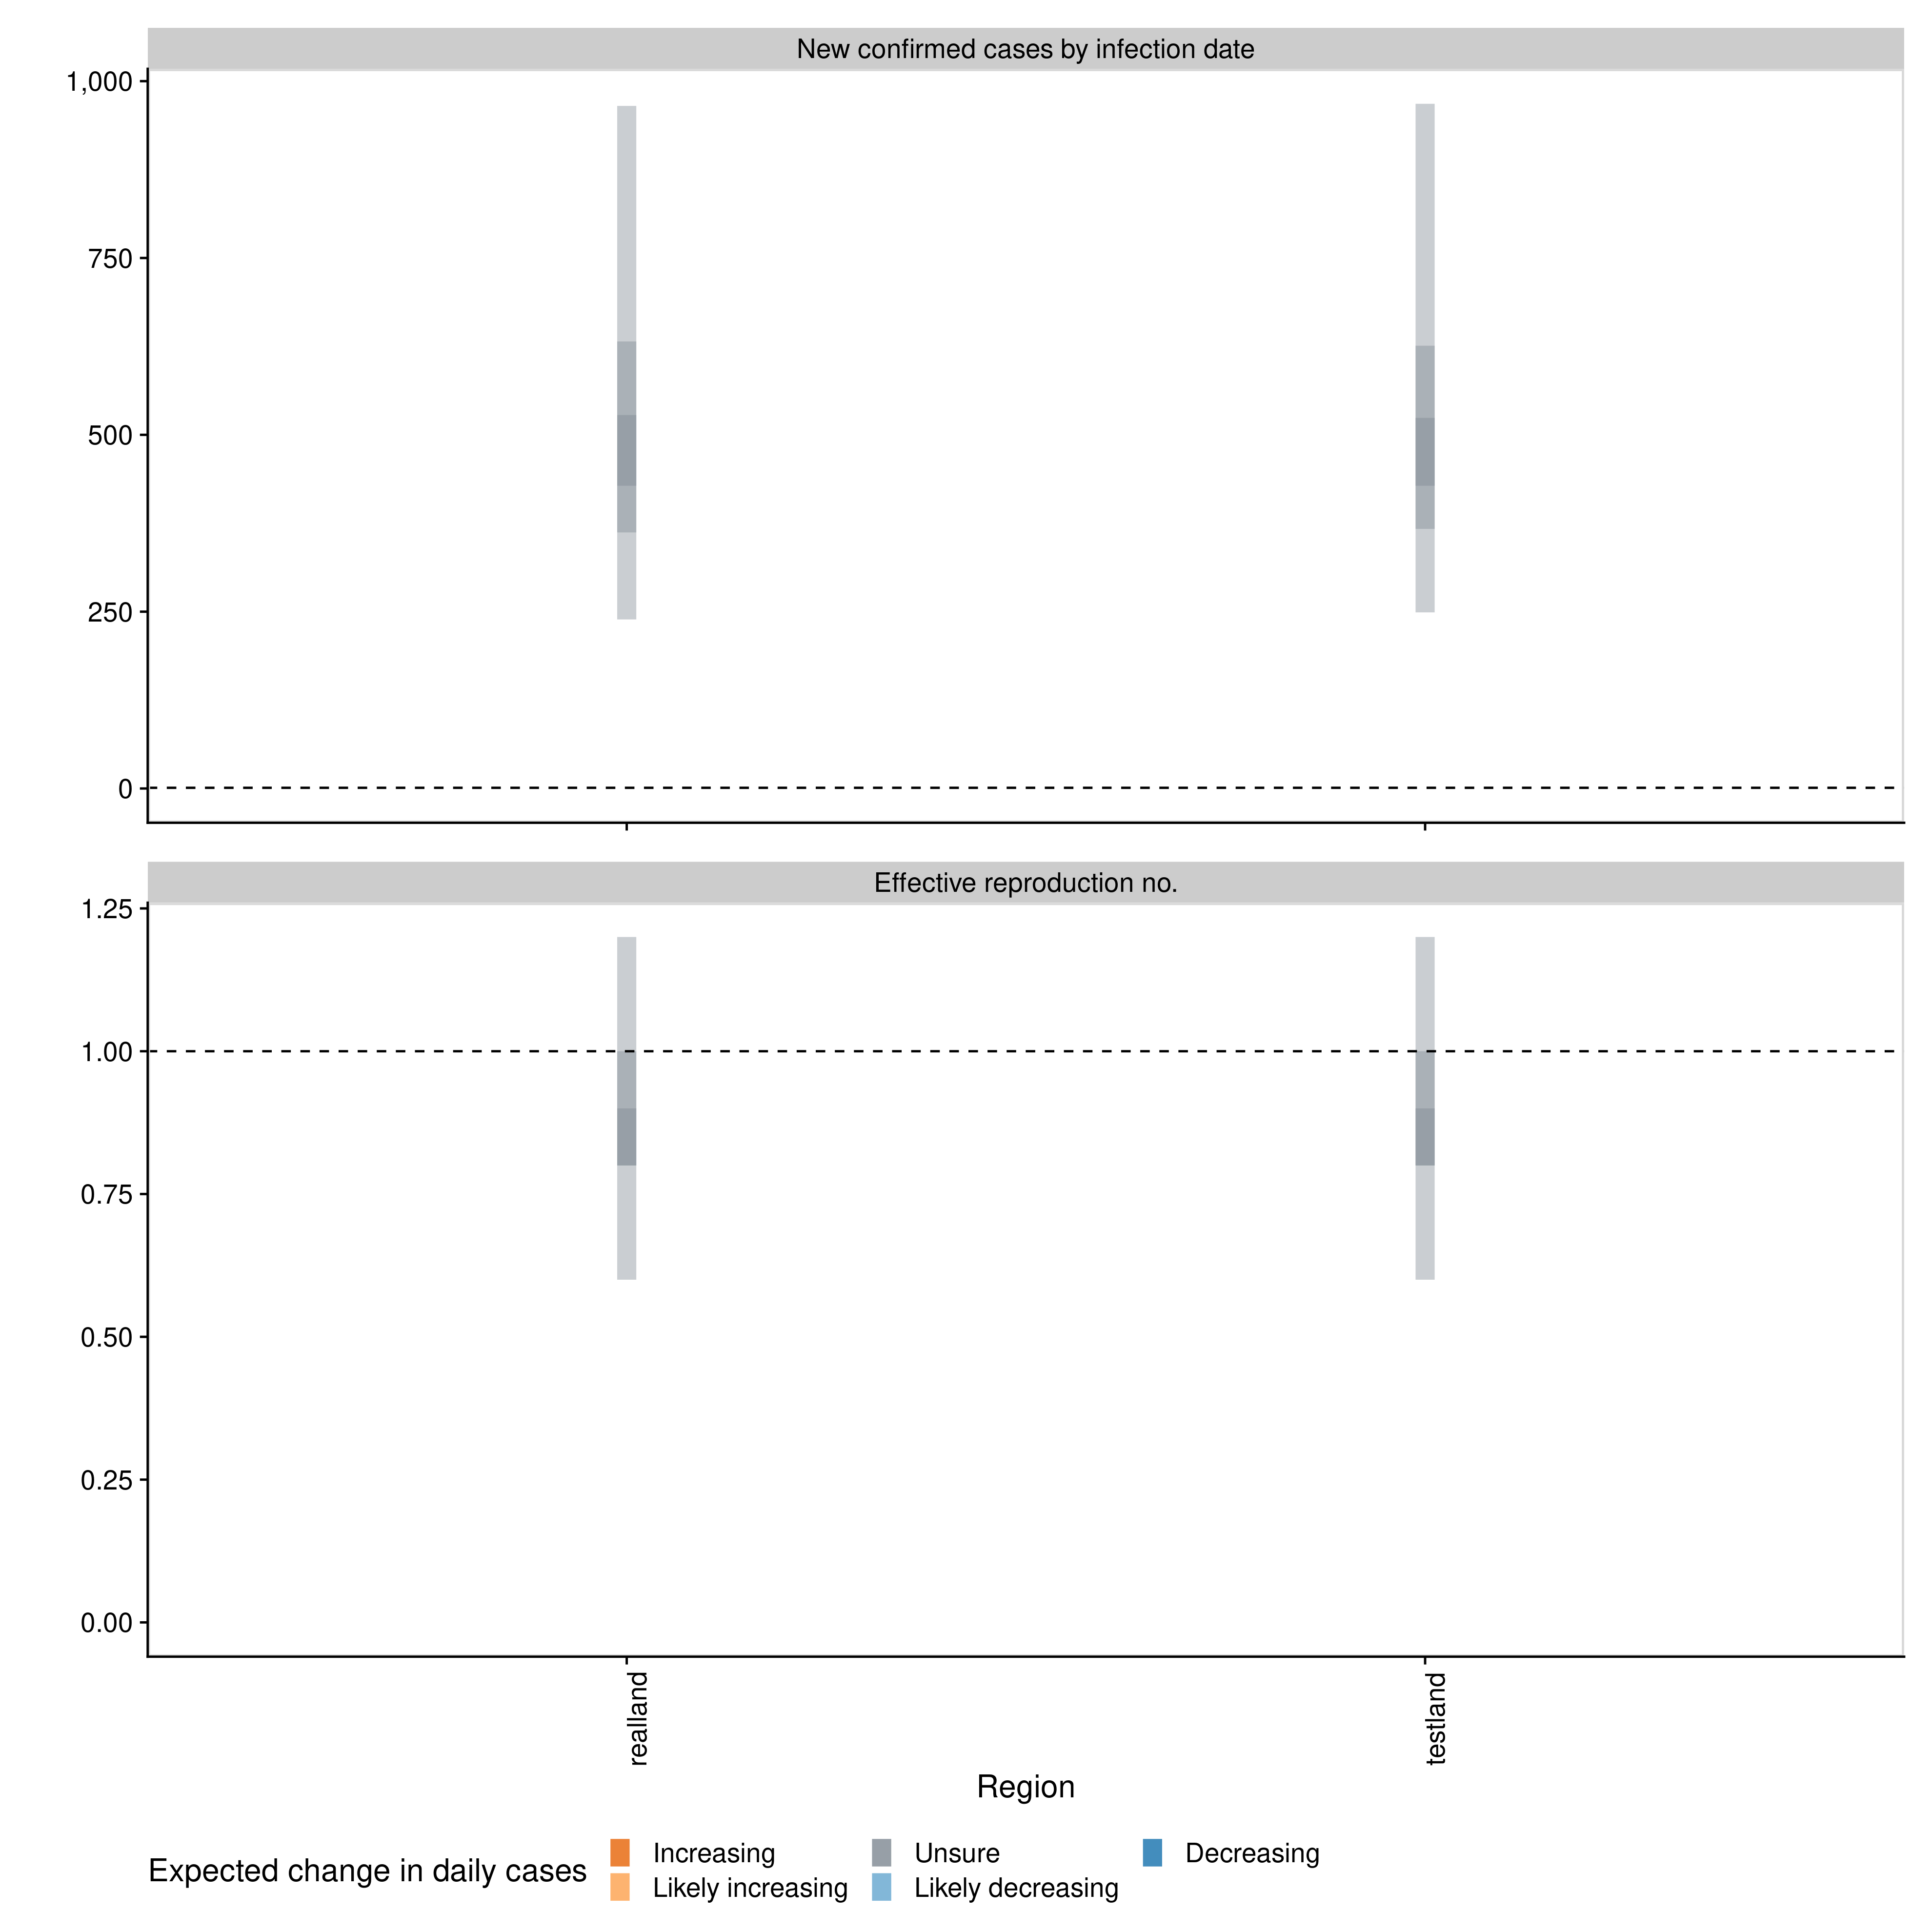 New confirmed cases by infection date
1,000
750
500
250
0
Effective reproduction no.
1.25
1.00
0.75
0.50
0.25
0.00
realland
testland
Region
Expected change in daily cases
Increasing
Unsure
Decreasing
Likely increasing
Likely decreasing